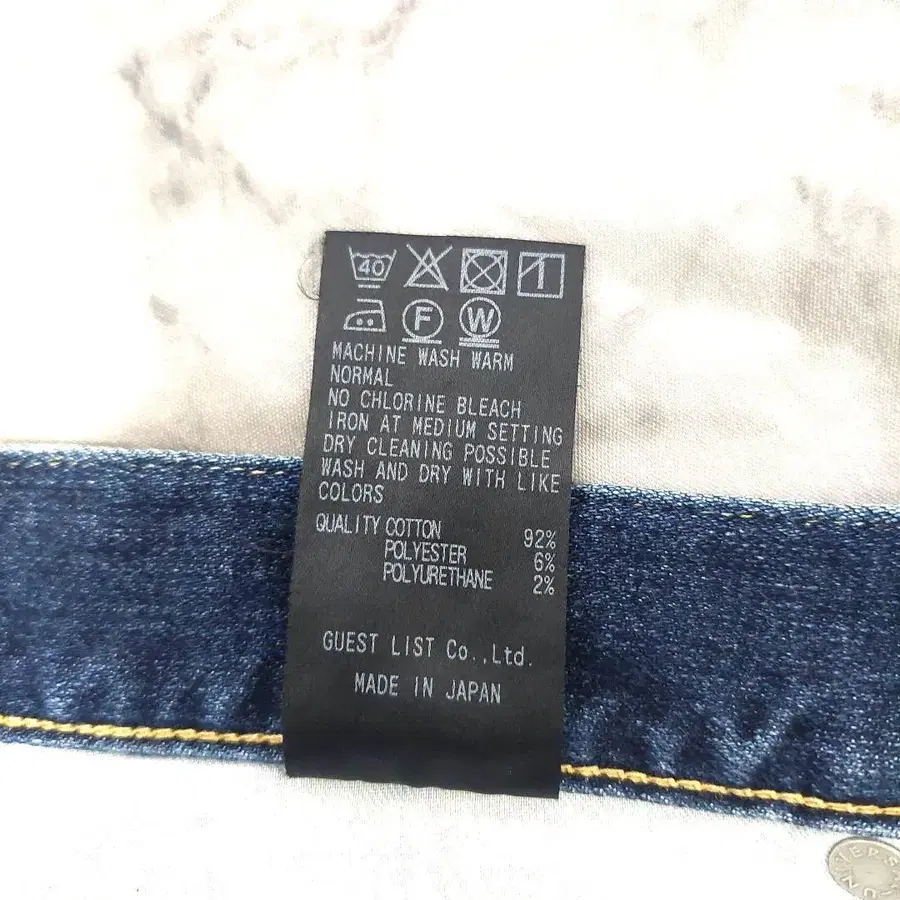 40
F W
MACHINE WASH WARM
NORMAL
NO CHLORINE BLEACH
IRON AT MEDIUM SETTING
DRY CLEANING POSSIBLE
WASH AND DRY WITH LIKE
COLORS
QUALITY COTTON 92%
POLYESTER 6%
POLYURETHANE 2%
GUEST LIST Co.,Ltd.
MADE IN JAPAN